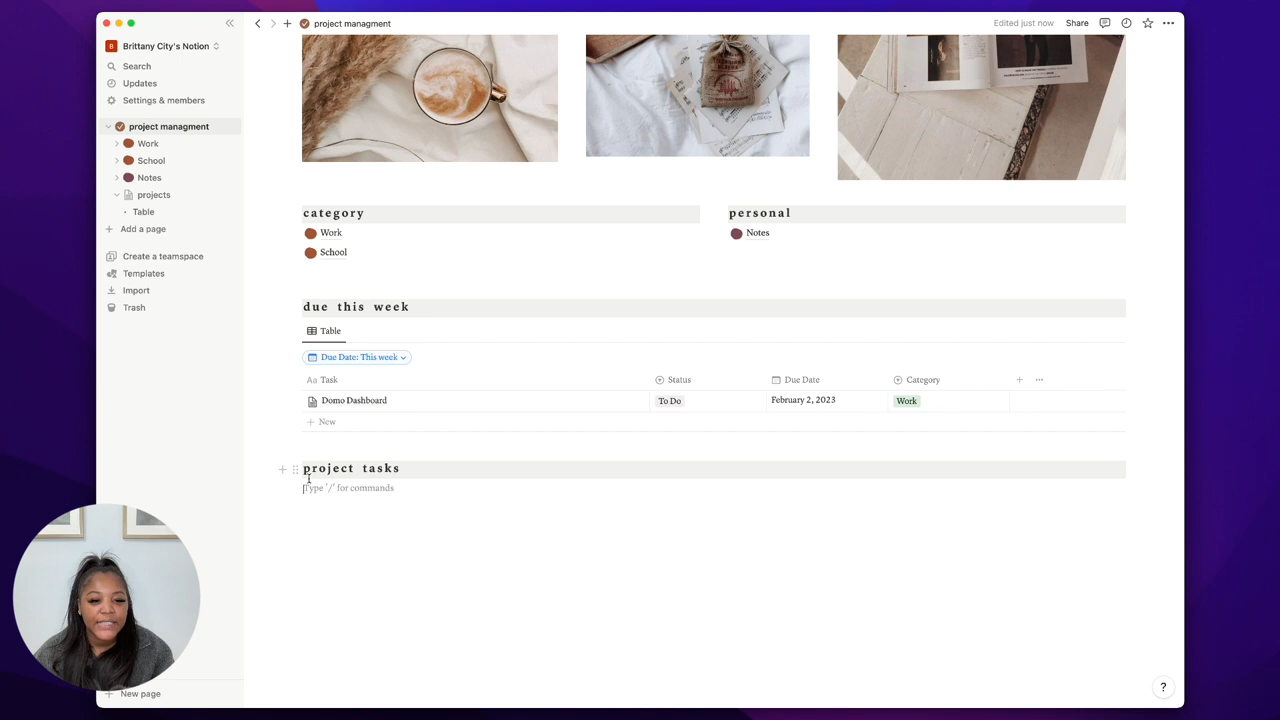 project managment
Edited just now
Share
B Brittany City's Notion
Search
Updates
Settings & members
project managment
Work
School
Notes
projects
Table
Add a page
Create a teamspace
Templates
Import
Trash
New page
category
Work
School
personal
Notes
due this week
Table
Due Date: This week
Aa Task Status Due Date Category
Domo Dashboard To Do February 2, 2023 Work
New
project tasks
Type '/' for commands
?